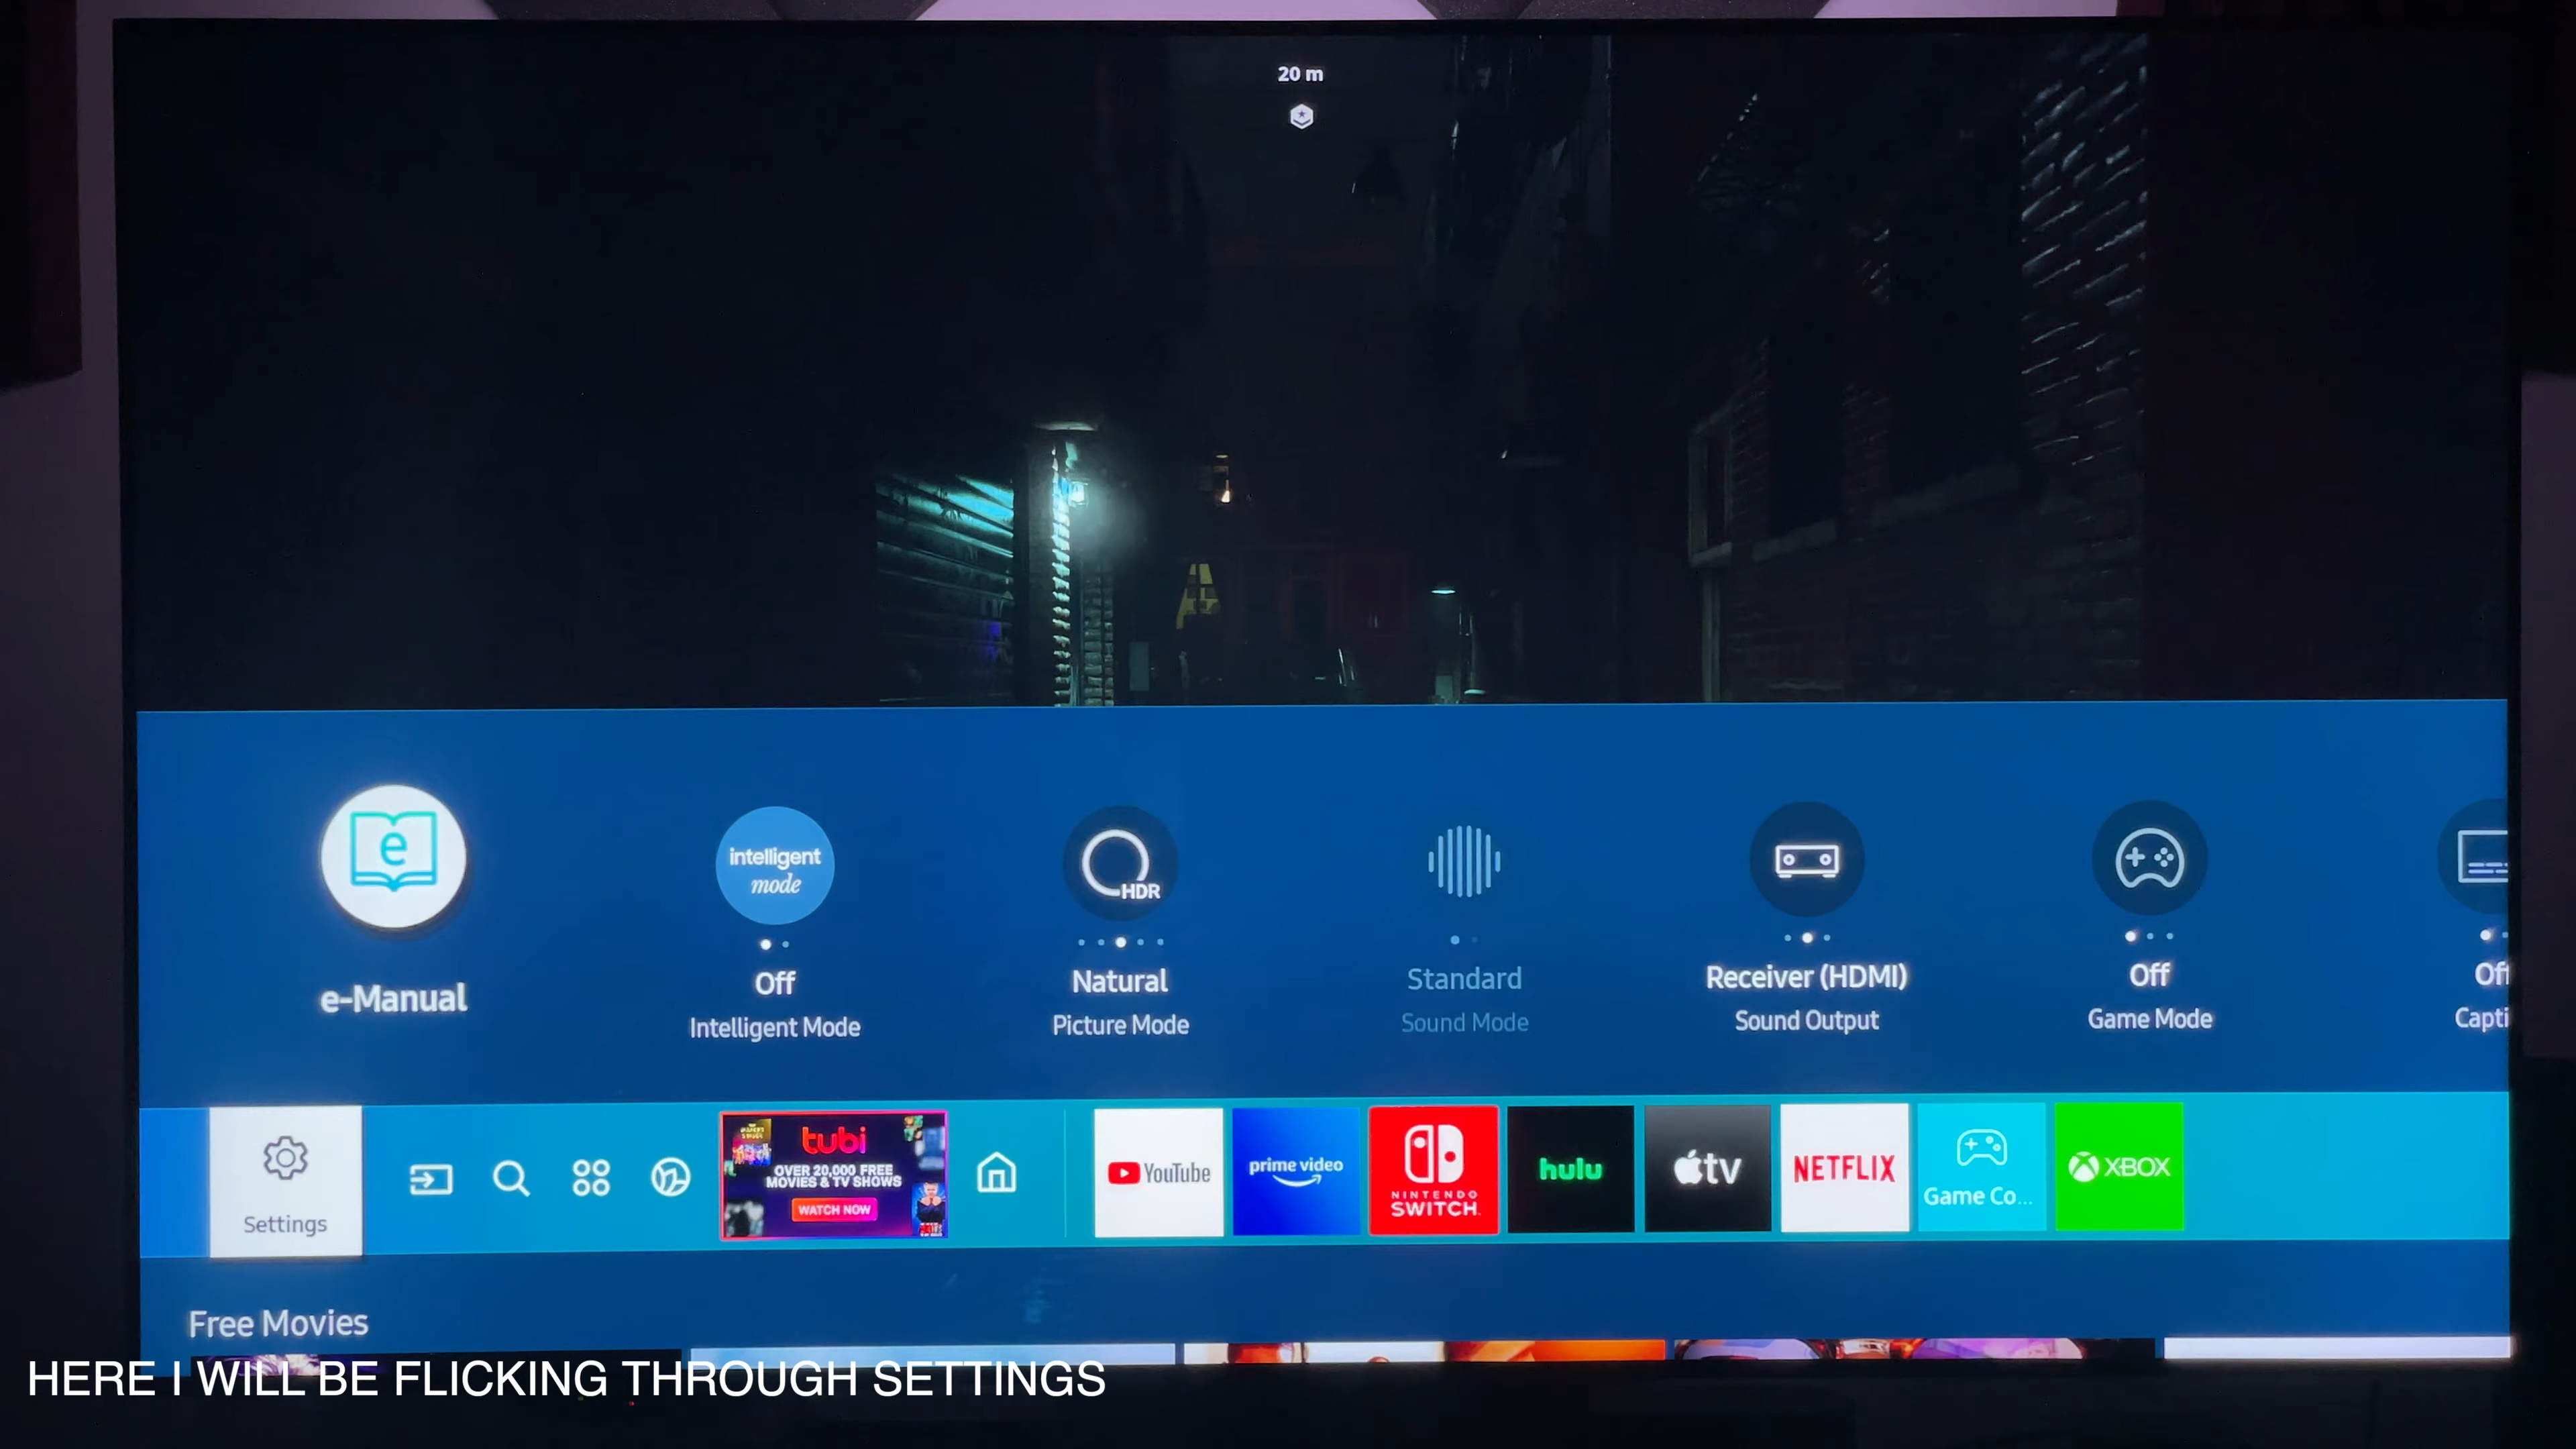 20 m
e
e-Manual
intelligent
mode
Off
Intelligent Mode
HDR
Natural
Picture Mode
Standard
Sound Mode
Receiver (HDMI)
Sound Output
Off
Game Mode
Off
Capti
Settings
tubi
OVER 20,000 FREE
MOVIES & TV SHOWS
WATCH NOW
YouTube
prime video
NINTENDO
SWITCH
hulu
tv
NETFLIX
Game Co...
XBOX
Free Movies
HERE I WILL BE FLICKING THROUGH SETTINGS